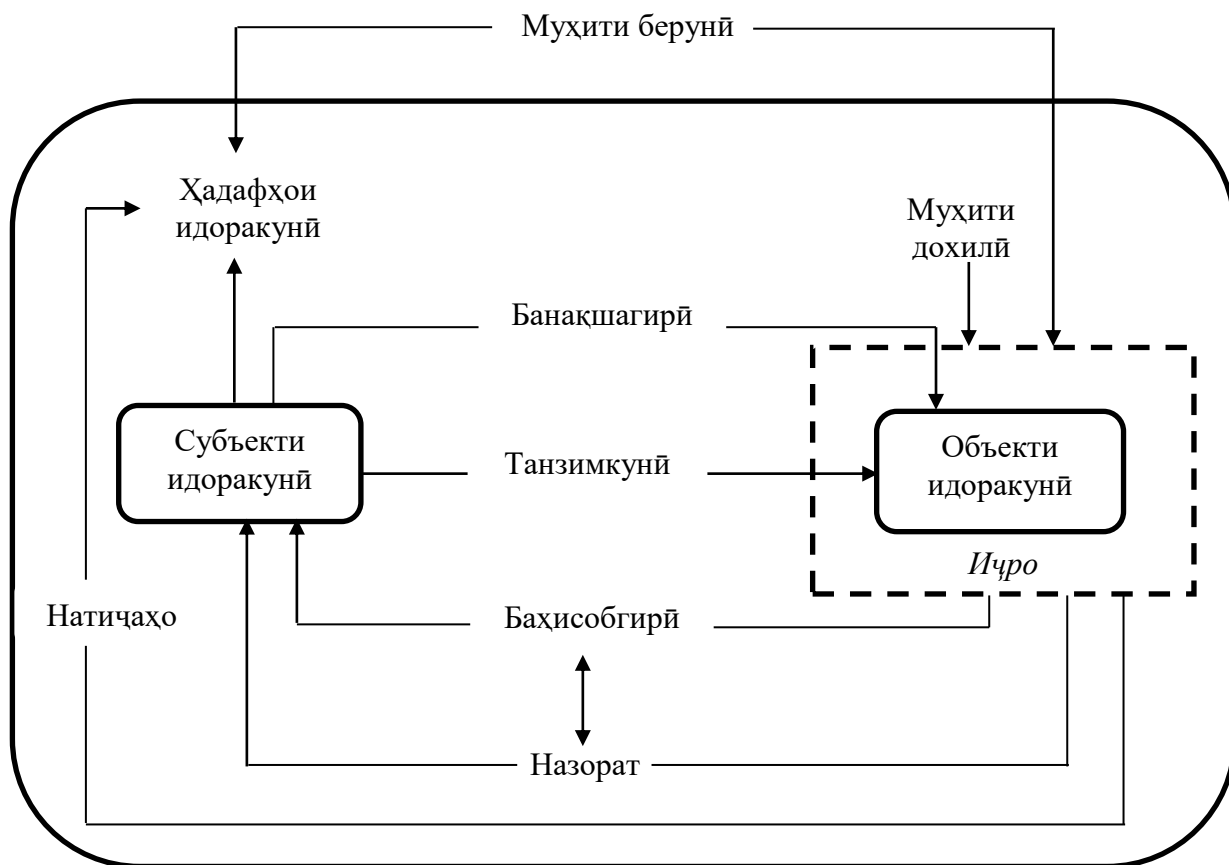 Муҳити берунӣ
Ҳадафҳои
идоракунӣ
Муҳити
дохилӣ
Банақшагирӣ
Субъекти
идоракунӣ
Танзимкунӣ
Объекти
идоракунӣ
Иҷро
Натиҷаҳо
Баҳисобгирӣ
Назорат